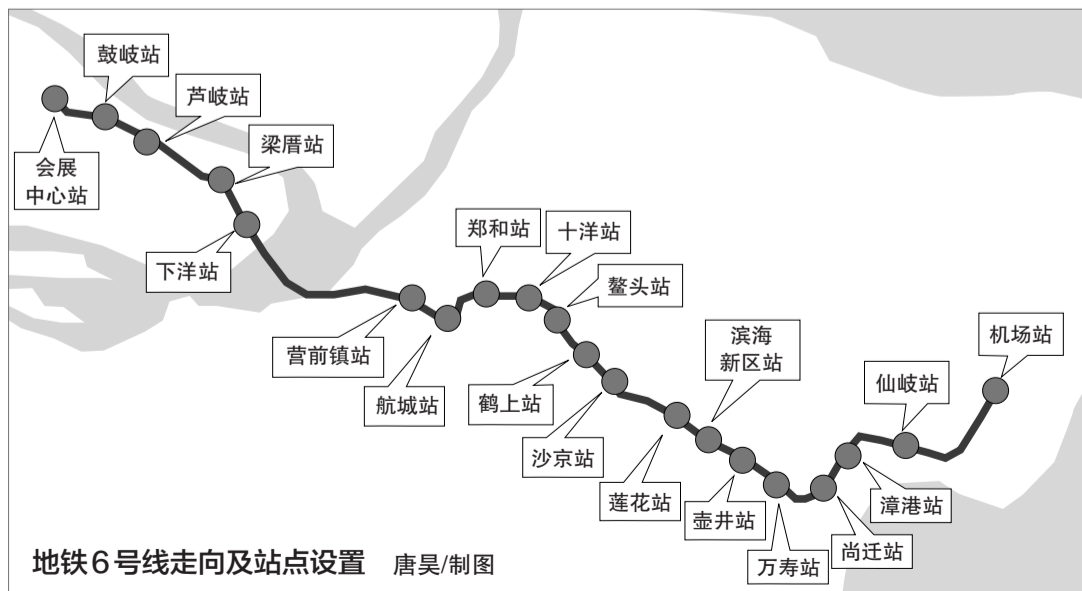 鼓岐站
芦岐站
梁厝站
会展
中心站
下洋站
郑和站
十洋站
鳌头站
营前镇站
航城站
鹤上站
沙京站
滨海
新区站
莲花站
壶井站
万寿站
机场站
仙岐站
漳港站
尚迁站
地铁6号线走向及站点设置 唐昊/制图